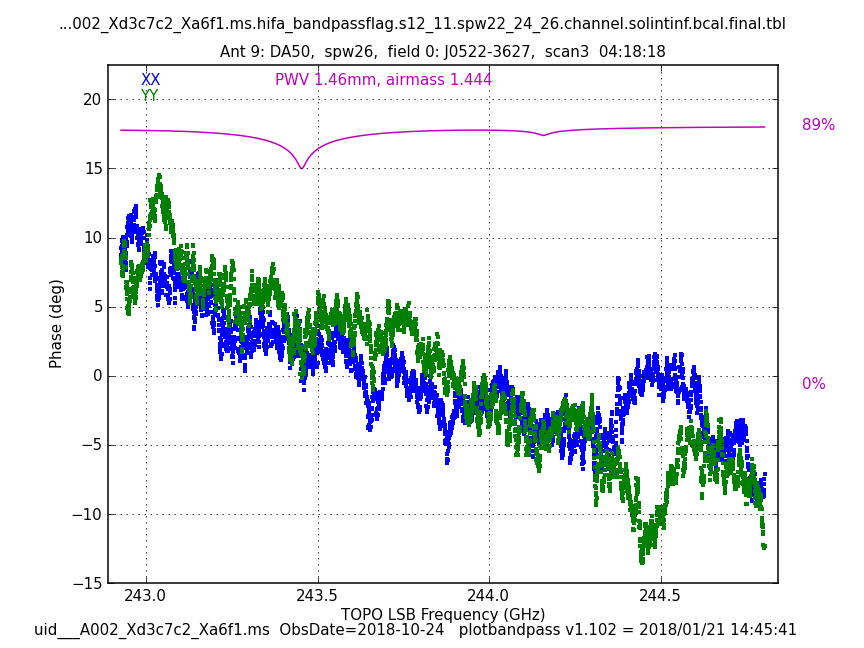 ...002_Xd3c7c2_Xa6f1.ms.hifa_bandpassflag.s12_11.spw22_24_26.channel.solintinf.bcal.final.tbl
Ant 9: DA50, spw26, field 0: J0522-3627, scan3 04:18:18
XX PWV 1.46mm, airmass 1.444
YY
20
89%
15
10
5
0
0%
−5
−10
−15
Phase (deg)
243.0 243.5 244.0 244.5
TOPO LSB Frequency (GHz)
uid___A002_Xd3c7c2_Xa6f1.ms ObsDate=2018-10-24 plotbandpass v1.102 = 2018/01/21 14:45:41